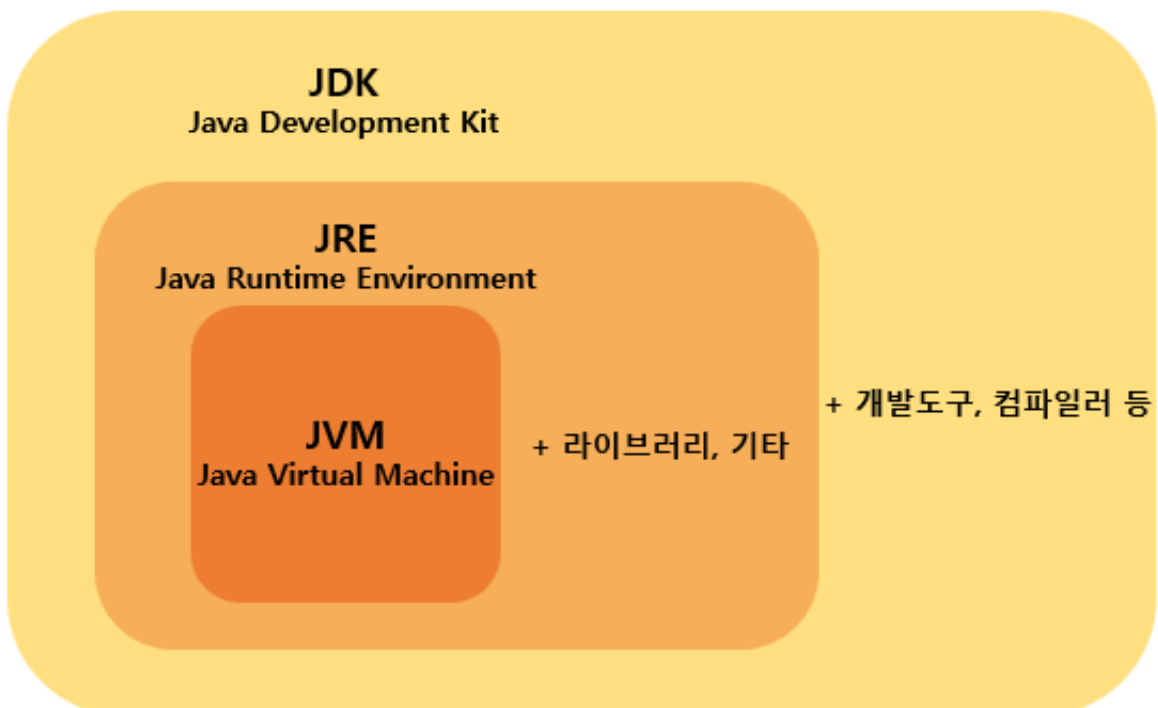 JDK
Java Development Kit
JRE
Java Runtime Environment
JVM
Java Virtual Machine
+ 라이브러리, 기타
+ 개발도구, 컴파일러 등